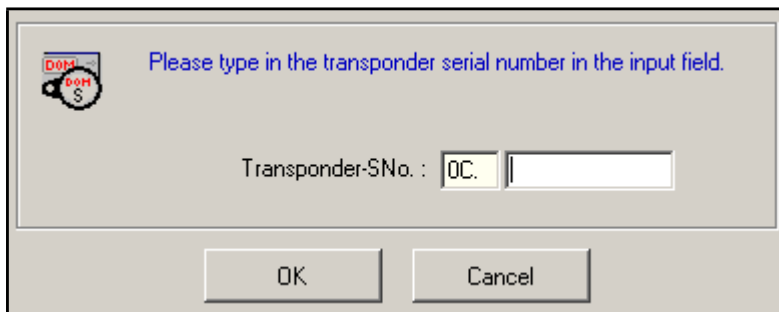 DOM
DOM
S
Please type in the transponder serial number in the input field.
Transponder-SNo. : 0C.
OK Cancel